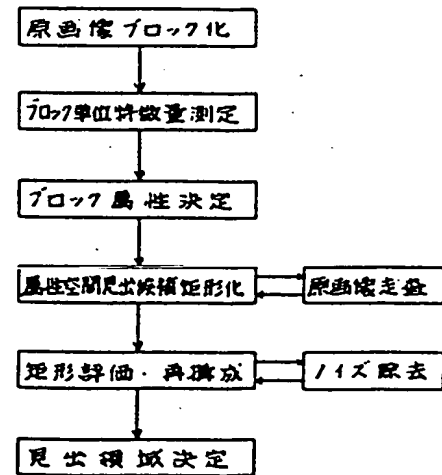 原画像ブロック化
ブロック単位特徴量測定
ブロック属性決定
属性空間見出候補矩形化
原画像走査
矩形評価・再構成
ノイズ除去
見出領域決定